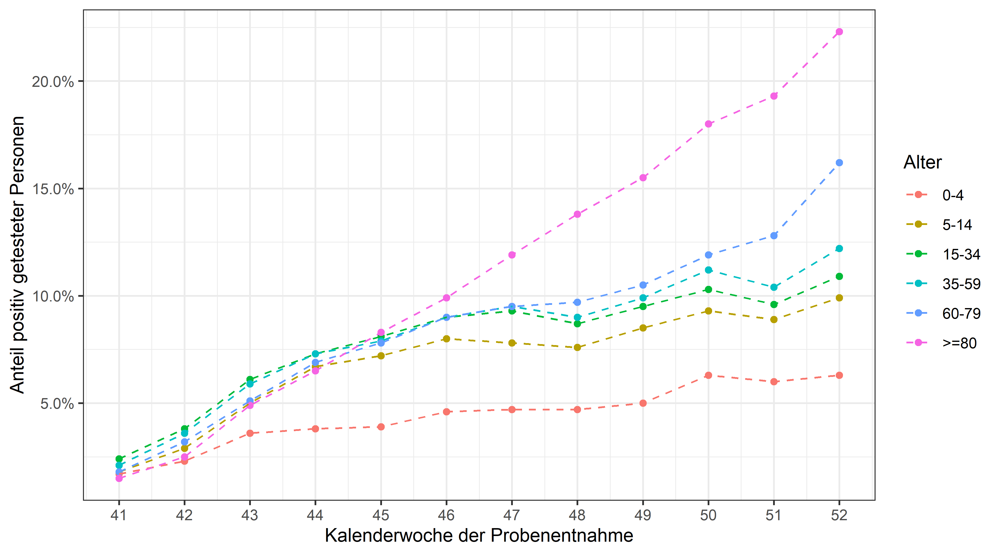 Anteil positiv getesteter Personen
20.0%
15.0%
10.0%
5.0%
41 42 43 44 45 46 47 48 49 50 51 52
Kalenderwoche der Probenentnahme
Alter
0-4
5-14
15-34
35-59
60-79
>=80